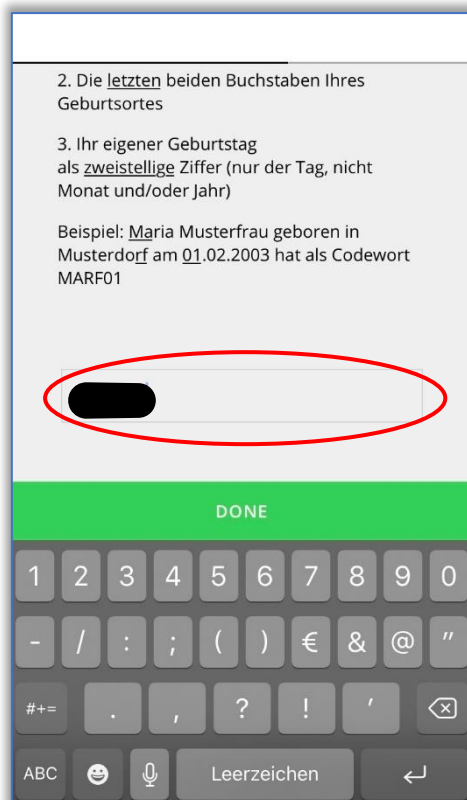 2. Die letzten beiden Buchstaben Ihres
Geburtsortes
3. Ihr eigener Geburtstag
als zweistellige Ziffer (nur der Tag, nicht
Monat und/oder Jahr)
Beispiel: Maria Musterfrau geboren in
Musterdorf am 01.02.2003 hat als Codewort
MARF01
DONE
1 2 3 4 5 6 7 8 9 0
- / : ; ( ) € & @ "
#+= . , ? ! '
ABC Leerzeichen